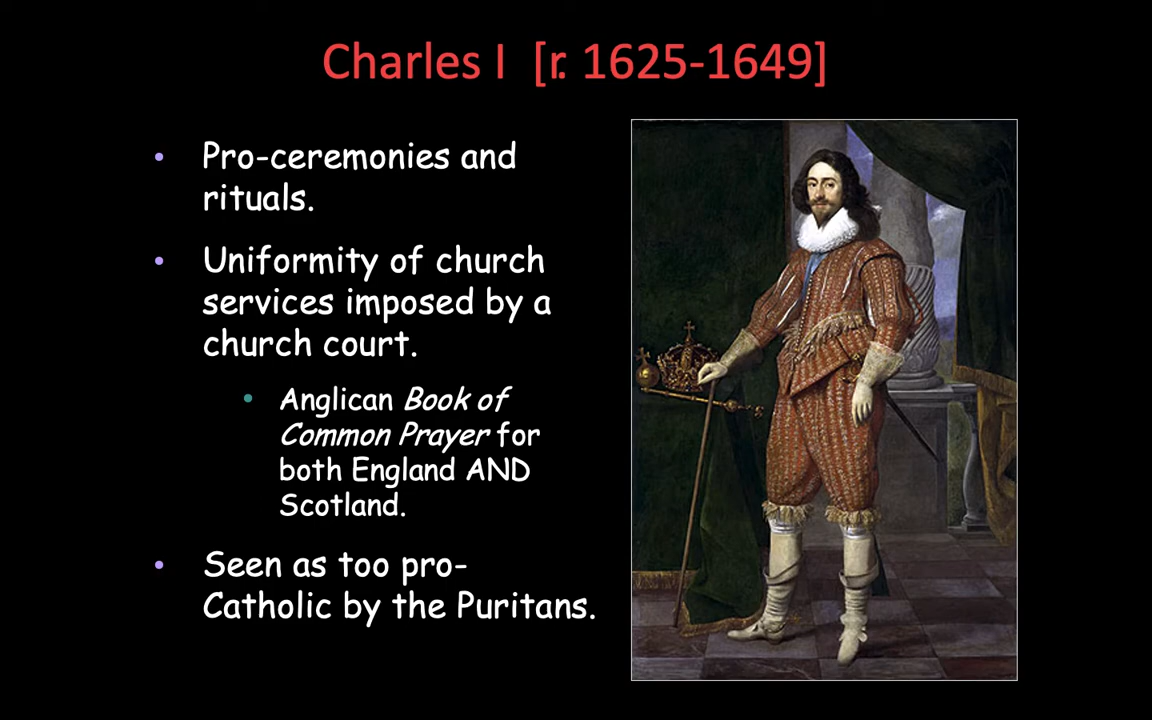 Charles I [r. 1625-1649]
• Pro-ceremonies and
rituals.
• Uniformity of church
services imposed by a
church court.
• Anglican Book of
Common Prayer for
both England AND
Scotland.
• Seen as too pro-
Catholic by the Puritans.